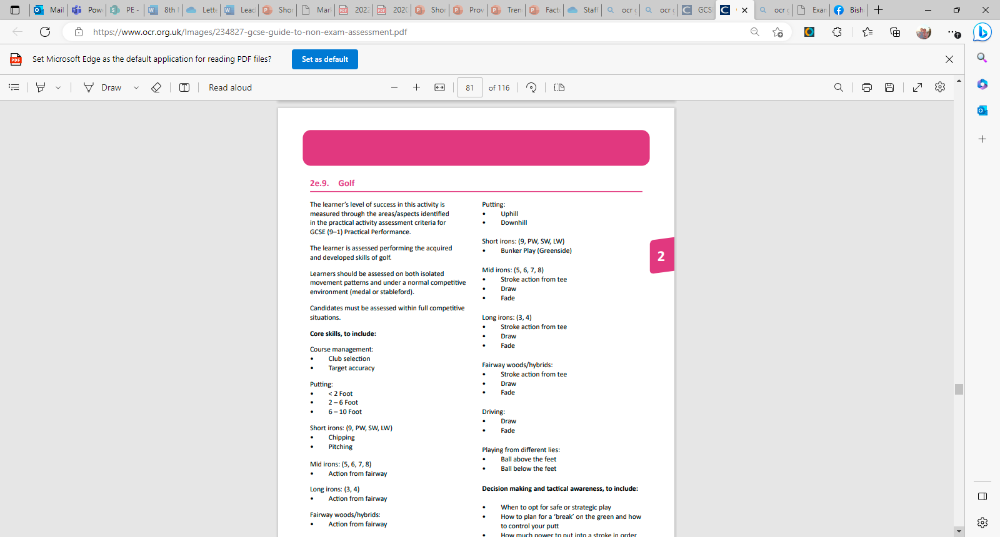 Mail
Powe
PE -
8th M
Lette
Lead
Shor
Mark
2022
2020
Shor
Prov
Tren
Fact
Staff
ocr g
ocr g
GCS
ocr g
Exar
Bish
https://www.ocr.org.uk/Images/234827-gcse-guide-to-non-exam-assessment.pdf
Set Microsoft Edge as the default application for reading PDF files?
Set as default
Draw
Read aloud
81
of 116
2e.9. Golf
The learner's level of success in this activity is
measured through the areas/aspects identified
in the practical activity assessment criteria for
GCSE (9–1) Practical Performance.
The learner is assessed performing the acquired
and developed skills of golf.
Learners should be assessed on both isolated
movement patterns and under a normal competitive
environment (medal or stableford).
Candidates must be assessed within full competitive
situations.
Core skills, to include:
Course management:
• Club selection
• Target accuracy
Putting:
• < 2 Foot
• 2 – 6 Foot
• 6 – 10 Foot
Short irons: (9, PW, SW, LW)
• Chipping
• Pitching
Mid irons: (5, 6, 7, 8)
• Action from fairway
Long irons: (3, 4)
• Action from fairway
Fairway woods/hybrids:
• Action from fairway
Putting:
• Uphill
• Downhill
Short irons: (9, PW, SW, LW)
• Bunker Play (Greenside)
Mid irons: (5, 6, 7, 8)
• Stroke action from tee
• Draw
• Fade
Long irons: (3, 4)
• Stroke action from tee
• Draw
• Fade
Fairway woods/hybrids:
• Stroke action from tee
• Draw
• Fade
Driving:
• Draw
• Fade
Playing from different lies:
• Ball above the feet
• Ball below the feet
Decision making and tactical awareness, to include:
• When to opt for safe or strategic play
• How to plan for a 'break' on the green and how
to control your putt
• How much power to put into a stroke in order
2